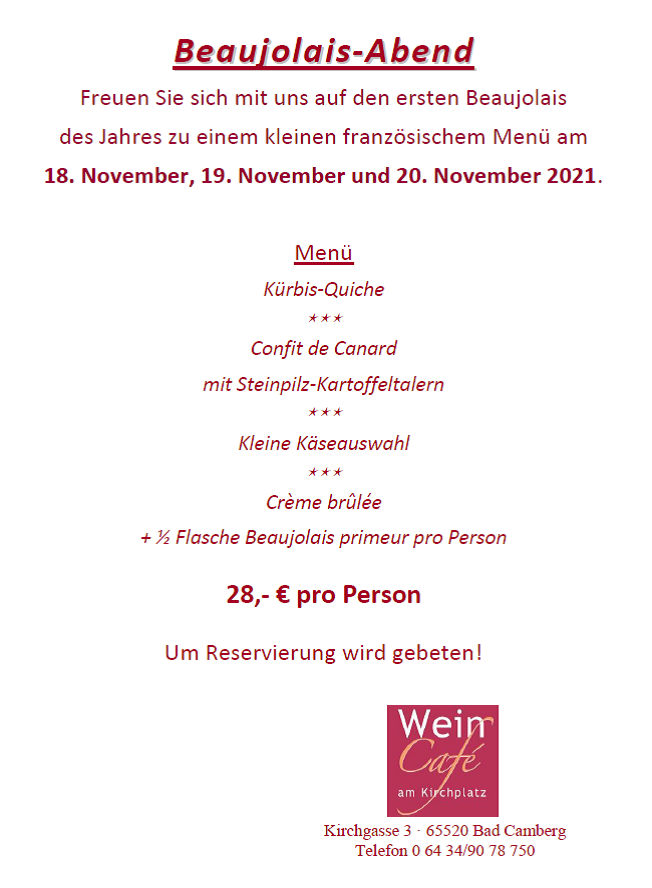 Beaujolais-Abend
Freuen Sie sich mit uns auf den ersten Beaujolais
des Jahres zu einem kleinen französischem Menü am
18. November, 19. November und 20. November 2021.
Menü
Kürbis-Quiche
***
Confit de Canard
mit Steinpilz-Kartoffeltalern
***
Kleine Käseauswahl
***
Crème brûlée
+ ½ Flasche Beaujolais primeur pro Person
28,- € pro Person
Um Reservierung wird gebeten!
Wein
Café
am Kirchplatz
Kirchgasse 3 · 65520 Bad Camberg
Telefon 0 64 34/90 78 750